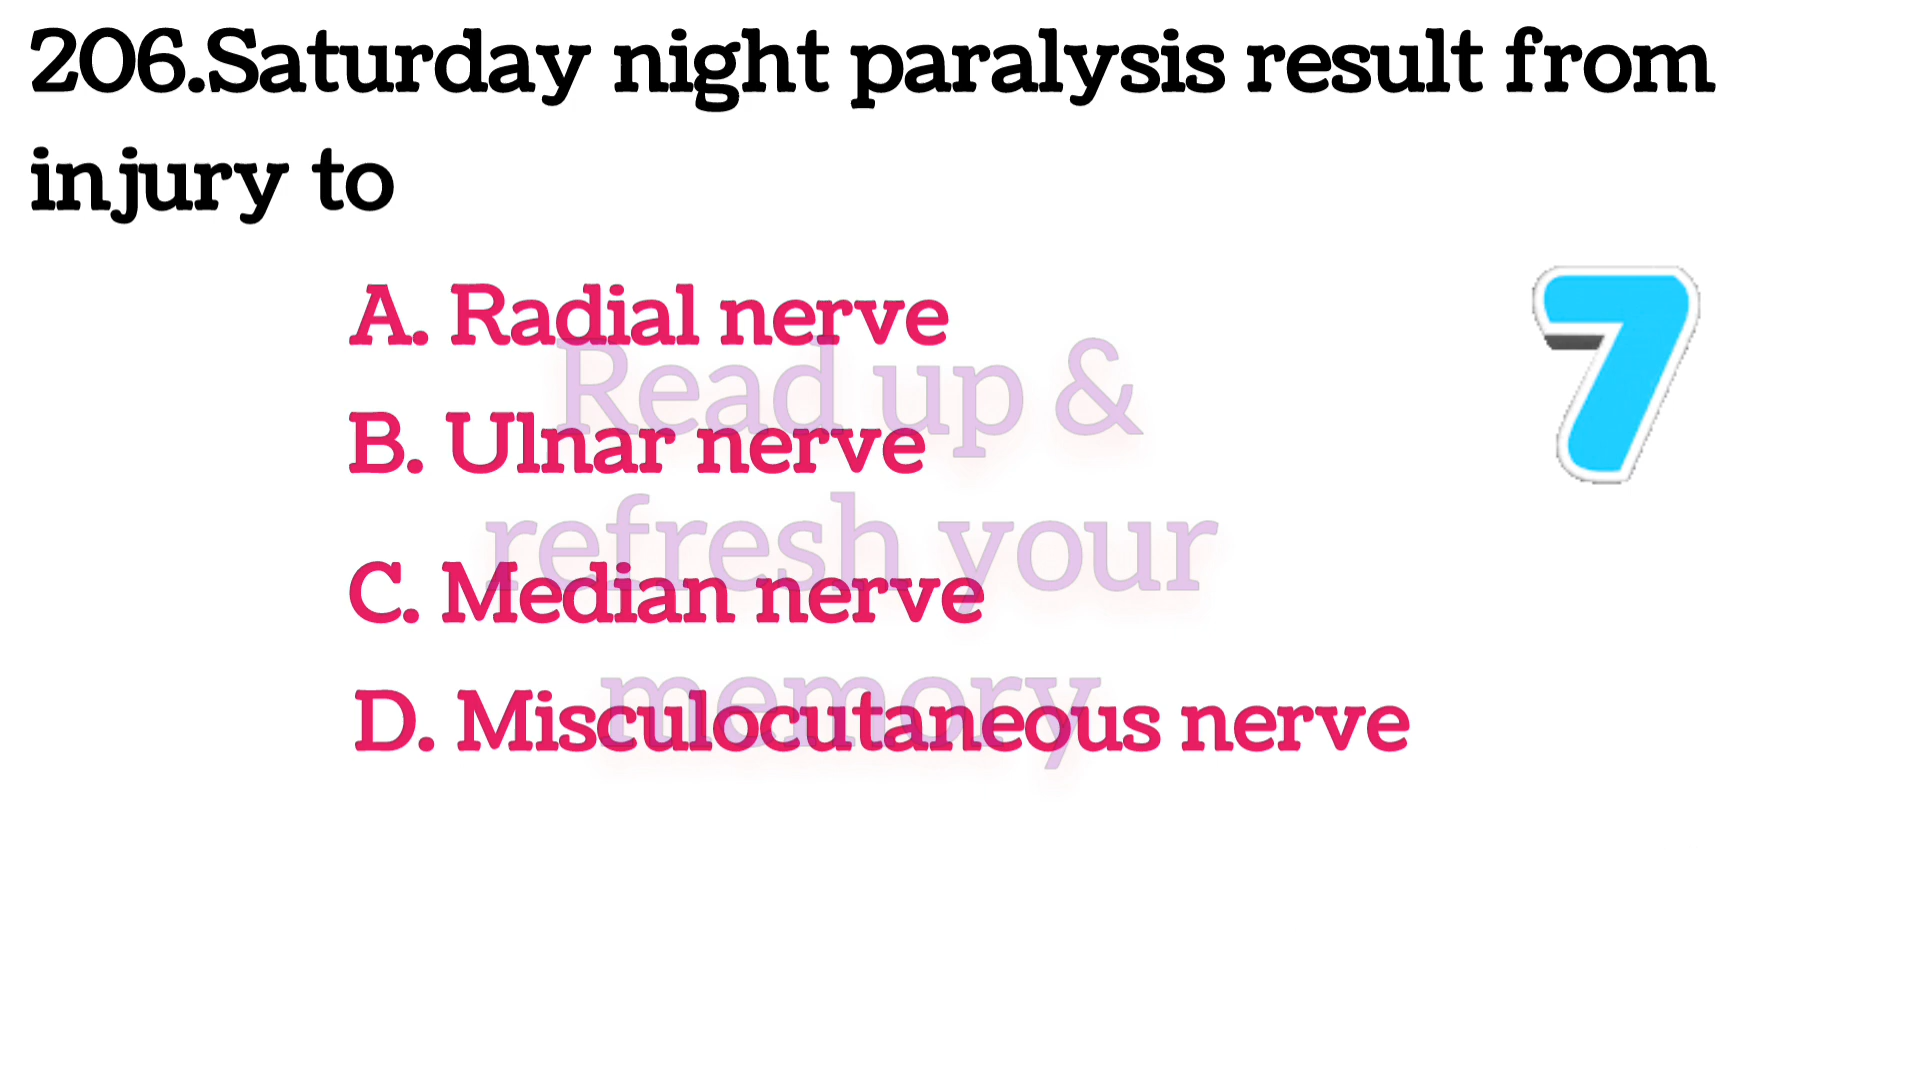 206.Saturday night paralysis result from
injury to
A. Radial nerve
Read up &
B. Ulnar nerve
refresh your
C. Median nerve
memory
D. Misculocutaneous nerve
7